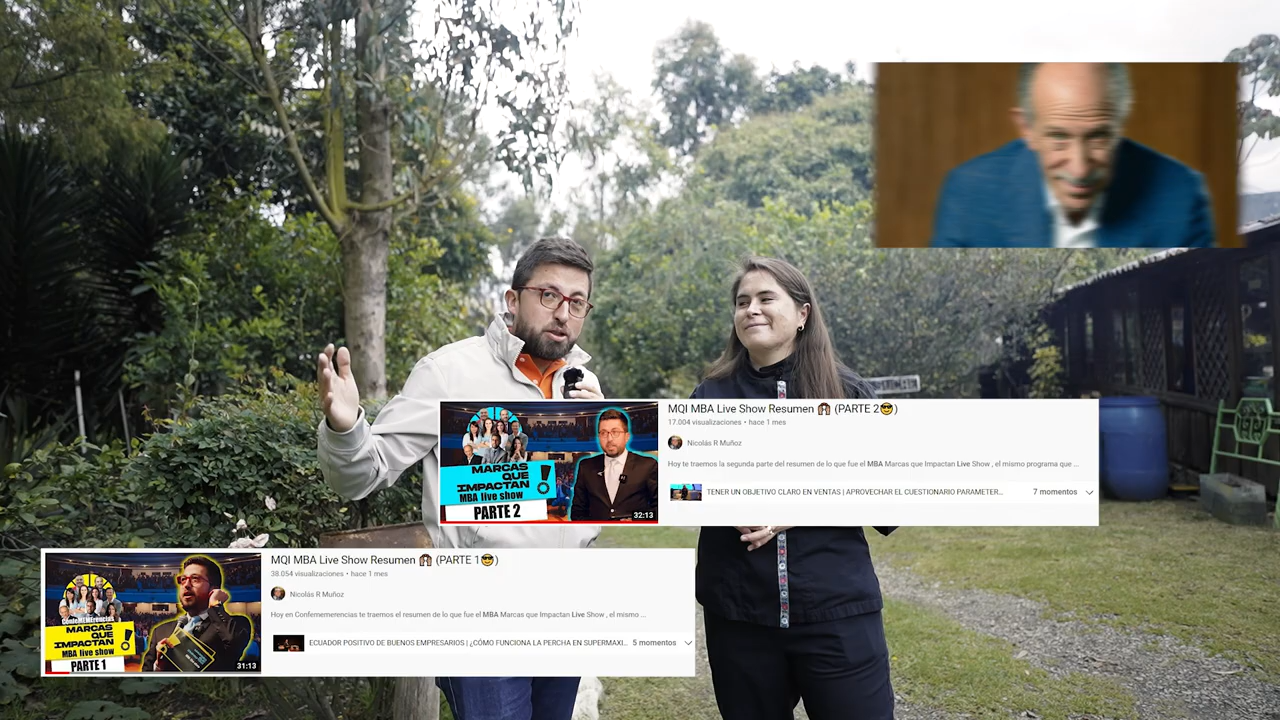 MQI MBA Live Show Resumen 🙈 (PARTE 2😎)
17.004 visualizaciones • hace 1 mes
Nicolás R Muñoz
Hoy te traemos la segunda parte del resumen de lo que fue el MBA Marcas que Impactan Live Show , el mismo programa que ...
TENER UN OBJETIVO CLARO EN VENTAS | APROVECHAR EL CUESTIONARIO PARAMETER...
7 momentos
MARCAS
QUE
IMPACTAN
MBA live show
PARTE 2
32:13
MQI MBA Live Show Resumen 🙈 (PARTE 1😎)
38.054 visualizaciones • hace 1 mes
Nicolás R Muñoz
Hoy en Confememerencias te traemos el resumen de lo que fue el MBA Marcas que Impactan Live Show , el mismo ...
ECUADOR POSITIVO DE BUENOS EMPRESARIOS | ¿CÓMO FUNCIONA LA PERCHA EN SUPERMAXI...
5 momentos
ConfeMEMErencias
MARCAS
QUE
IMPACTAN
MBA live show
PARTE 1
31:13